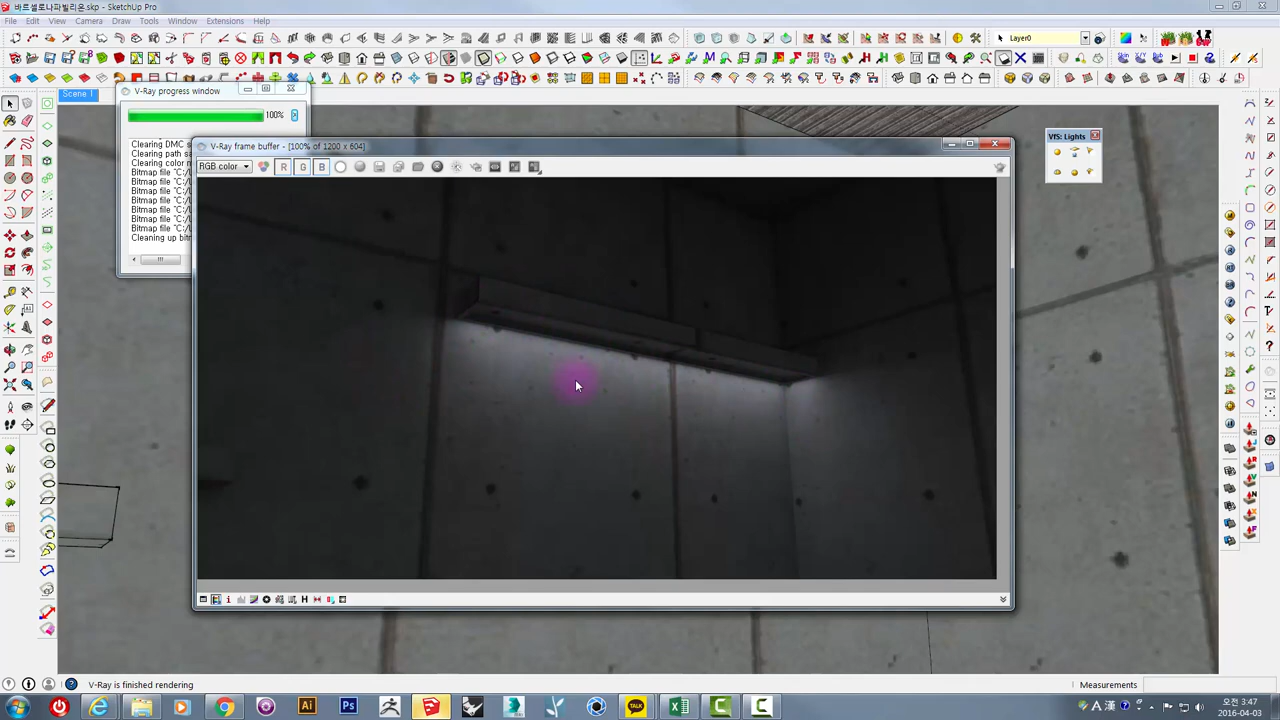 바르셀로나파빌리온.skp - SketchUp Pro
File Edit View Camera Draw Tools Window Extensions Help
Layer0
Scene 1
V-Ray progress window
100%
Clearing DMC s
Clearing path sa
Clearing color m
Bitmap file "C:/U
Bitmap file "C:/U
Bitmap file "C:/U
Bitmap file "C:/U
Bitmap file "C:/U
Bitmap file "C:/U
Cleaning up bitm
V-Ray frame buffer - [100% of 1200 x 604]
RGB color
R G B
VfS: Lights
V-Ray is finished rendering
Measurements
Ai
Ps
TALK
A
오전 3:47
2016-04-03